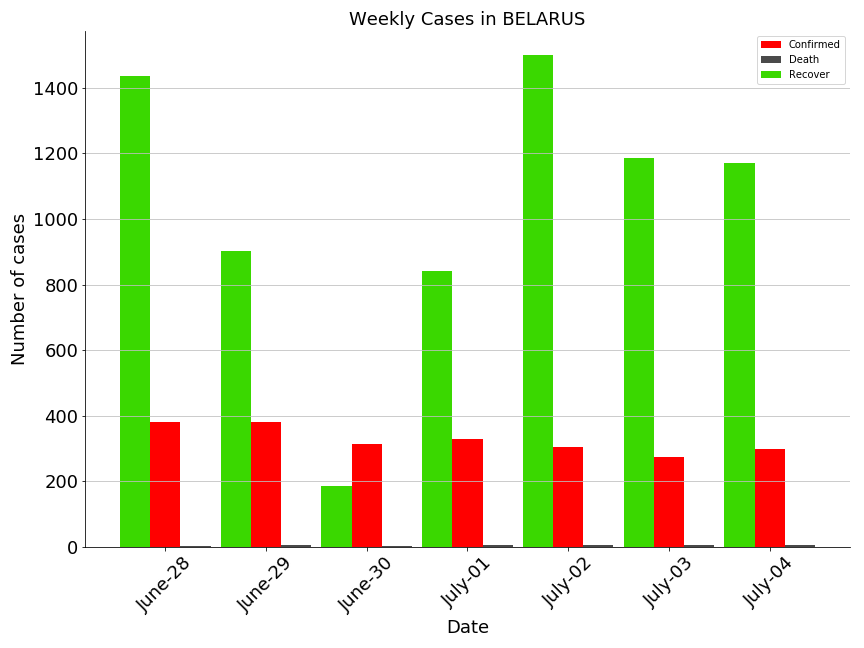 Weekly Cases in BELARUS
Confirmed
Death
Recover
Number of cases
1400
1200
1000
800
600
400
200
0
June-28
June-29
June-30
July-01
July-02
July-03
July-04
Date